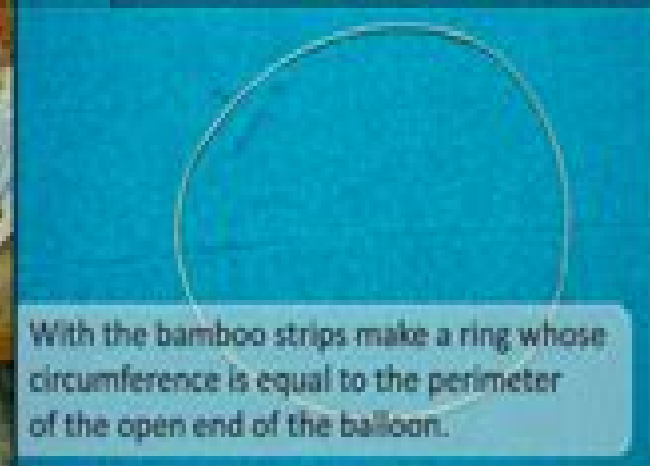 With the bamboo strips make a ring whose
circumference is equal to the perimeter
of the open end of the balloon.